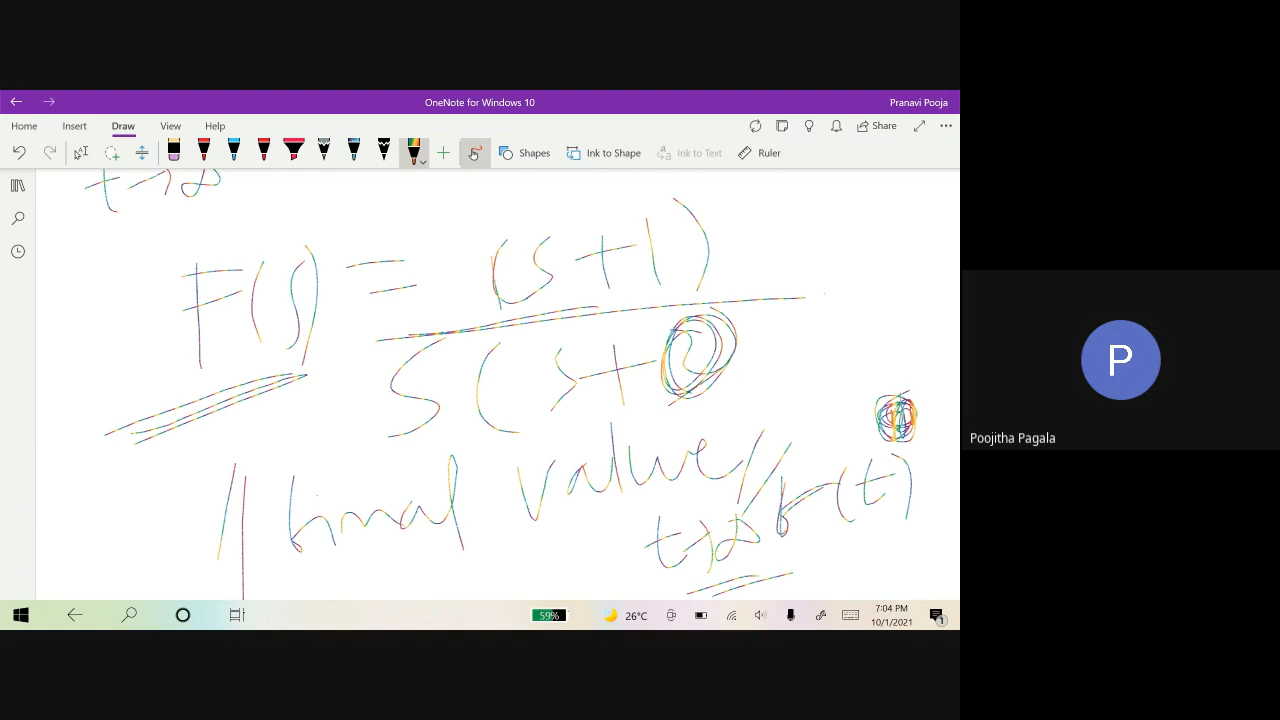 OneNote for Windows 10
Pranavi Pooja
Home Insert Draw View Help
Share
Shapes Ink to Shape Ink to Text Ruler
t→∞
F(s) = (s+1)
s(s+
final value
t→∞ f(t)
P
Poojitha Pagala
59% 26°C
7:04 PM
10/1/2021
1